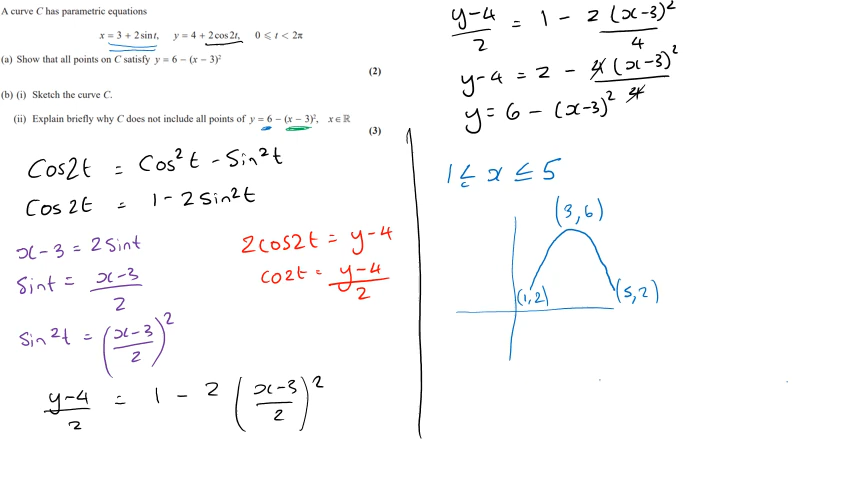 A curve C has parametric equations
x = 3 + 2 sin t,    y = 4 + 2 cos 2t,    0 ⩽ t < 2π
(a) Show that all points on C satisfy y = 6 − (x − 3)²
(2)
(b) (i) Sketch the curve C.
(ii) Explain briefly why C does not include all points of y = 6 − (x − 3)²,   x ∈ ℝ
(3)
Cos2t = Cos²t - Sin²t
Cos 2t = 1 - 2 sin²t
x - 3 = 2 Sint
Sint = (x-3)/2
Sin²t = ((x-3)/2)²
2cos2t = y-4
co2t = (y-4)/2
(y-4)/2 = 1 - 2 ((x-3)/2)²
(y-4)/2 = 1 - 2(x-3)²/4
y-4 = 2 - 4(x-3)²/4
y = 6 - (x-3)²
1 ≤ x ≤ 5
(3,6)
(1,2)
(5,2)